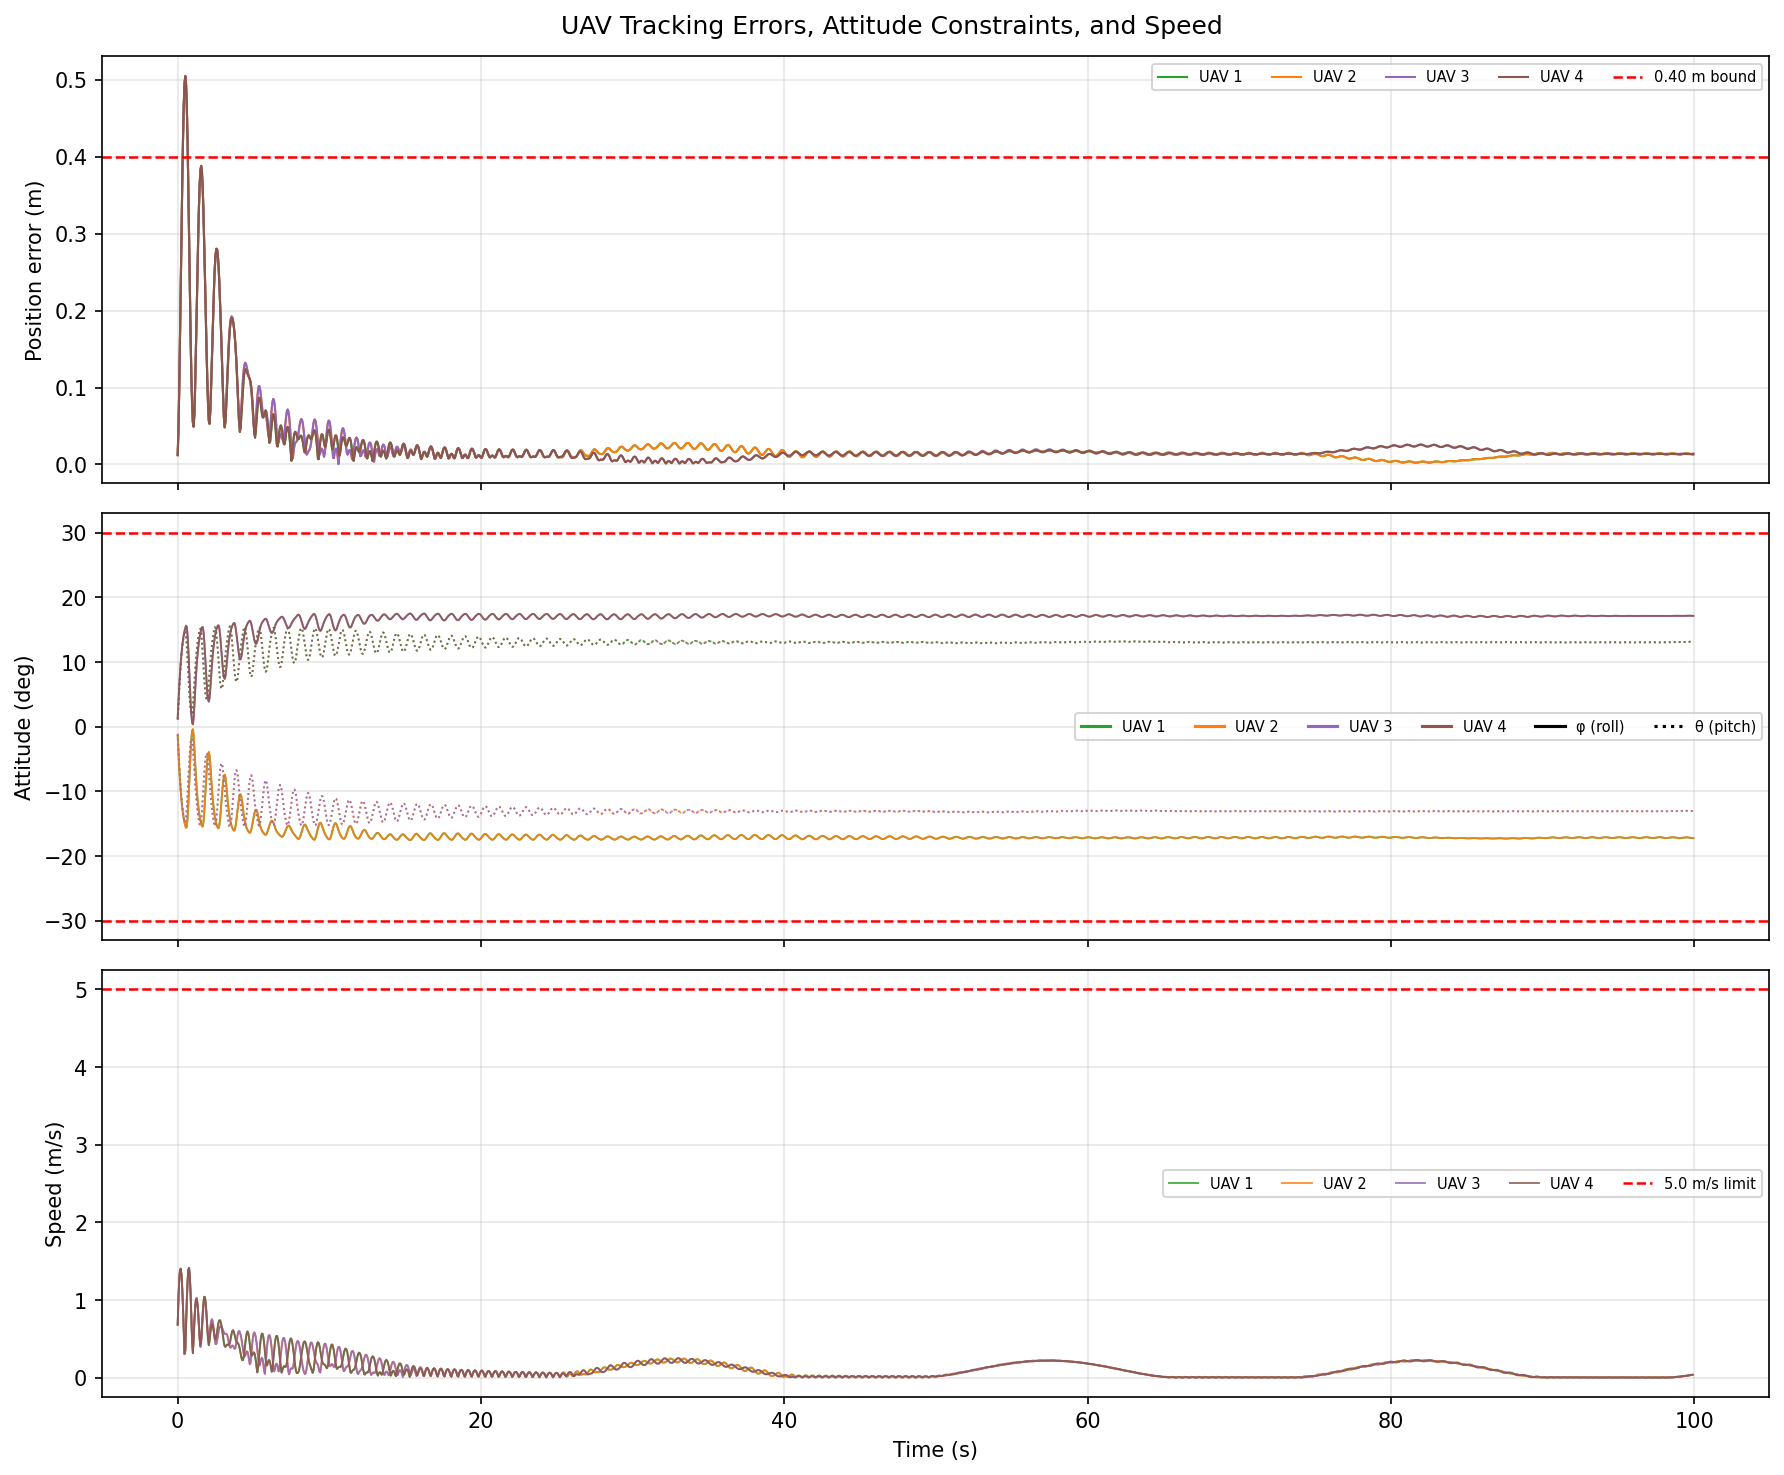 UAV Tracking Errors, Attitude Constraints, and Speed
UAV 1 UAV 2 UAV 3 UAV 4 0.40 m bound
0.5
0.4
0.3
0.2
0.1
0.0
Position error (m)
30
20
10
0
−10
−20
−30
Attitude (deg)
UAV 1 UAV 2 UAV 3 UAV 4 φ (roll) θ (pitch)
5
4
3
2
1
0
Speed (m/s)
UAV 1 UAV 2 UAV 3 UAV 4 5.0 m/s limit
0 20 40 60 80 100
Time (s)